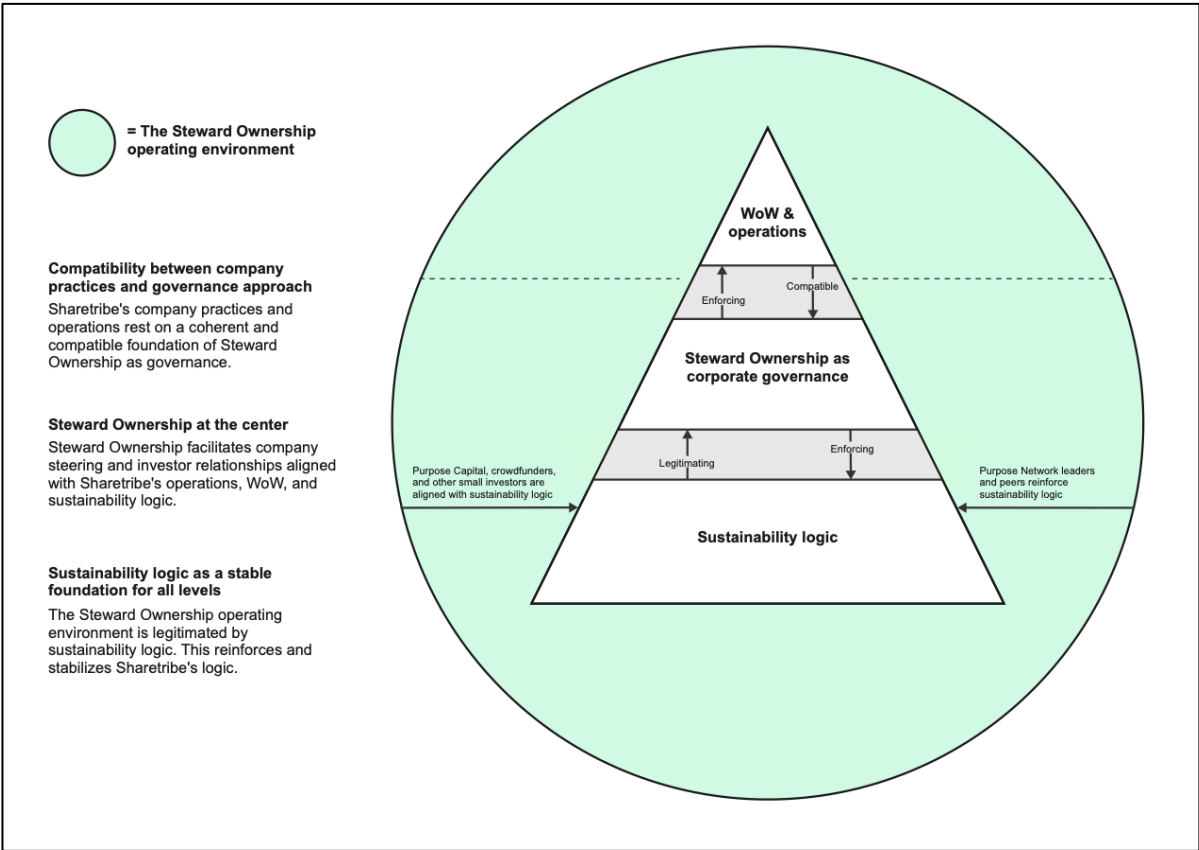 = The Steward Ownership
operating environment
Compatibility between company
practices and governance approach
Sharetribe's company practices and
operations rest on a coherent and
compatible foundation of Steward
Ownership as governance.
Steward Ownership at the center
Steward Ownership facilitates company
steering and investor relationships aligned
with Sharetribe's operations, WoW, and
sustainability logic.
Sustainability logic as a stable
foundation for all levels
The Steward Ownership operating
environment is legitimated by
sustainability logic. This reinforces and
stabilizes Sharetribe's logic.
WoW &
operations
Enforcing
Compatible
Steward Ownership as
corporate governance
Legitimating
Enforcing
Purpose Capital, crowdfunders,
and other small investors are
aligned with sustainability logic
Purpose Network leaders
and peers reinforce
sustainability logic
Sustainability logic